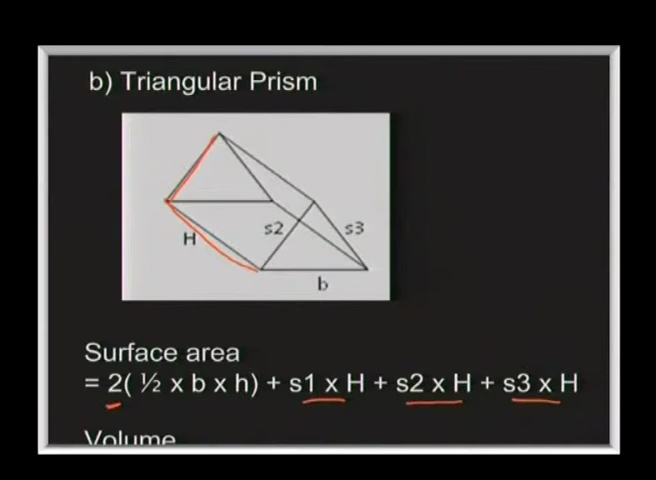 b) Triangular Prism
s2
s3
H
b
Surface area
= 2( ½ x b x h) + s1 x H + s2 x H + s3 x H
Volume